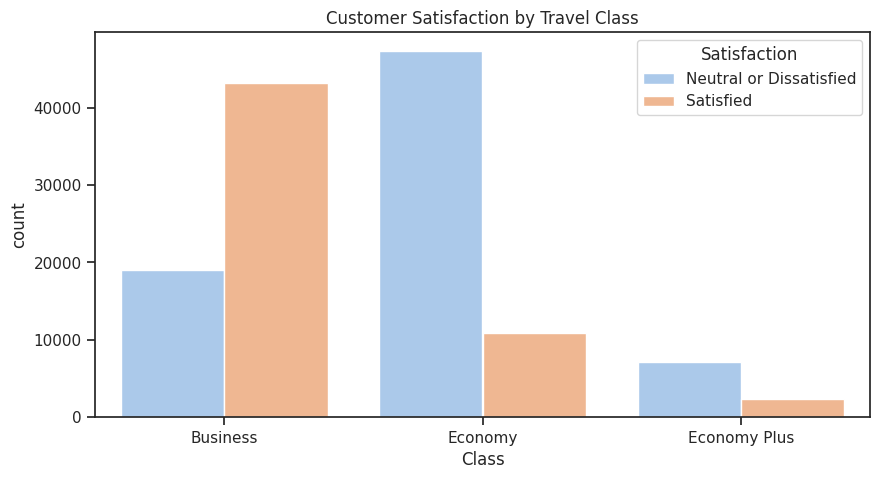 Customer Satisfaction by Travel Class
Satisfaction
Neutral or Dissatisfied
Satisfied
count
40000
30000
20000
10000
0
Business
Economy
Economy Plus
Class